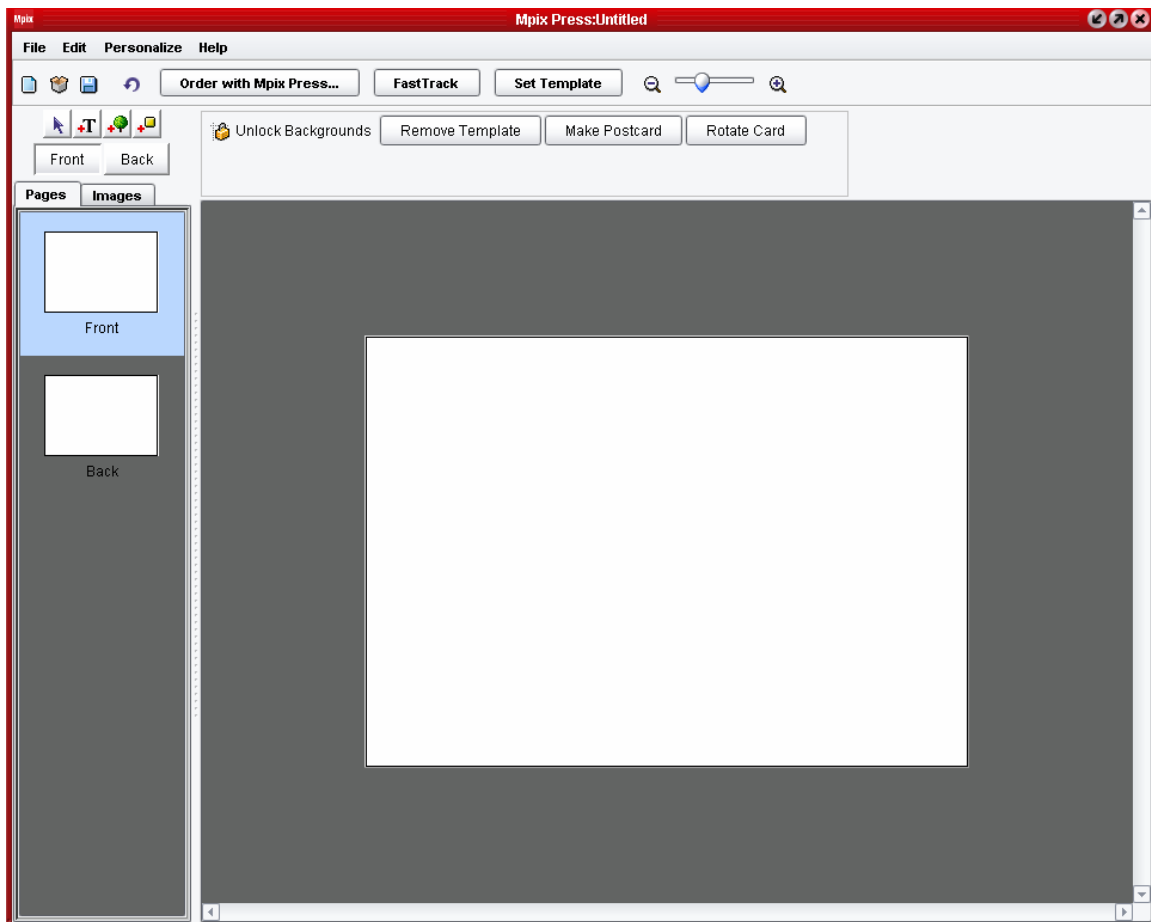 Mpix Mpix Press:Untitled
File Edit Personalize Help
Order with Mpix Press... FastTrack Set Template
+T
Unlock Backgrounds Remove Template Make Postcard Rotate Card
Front Back
Pages Images
Front
Back